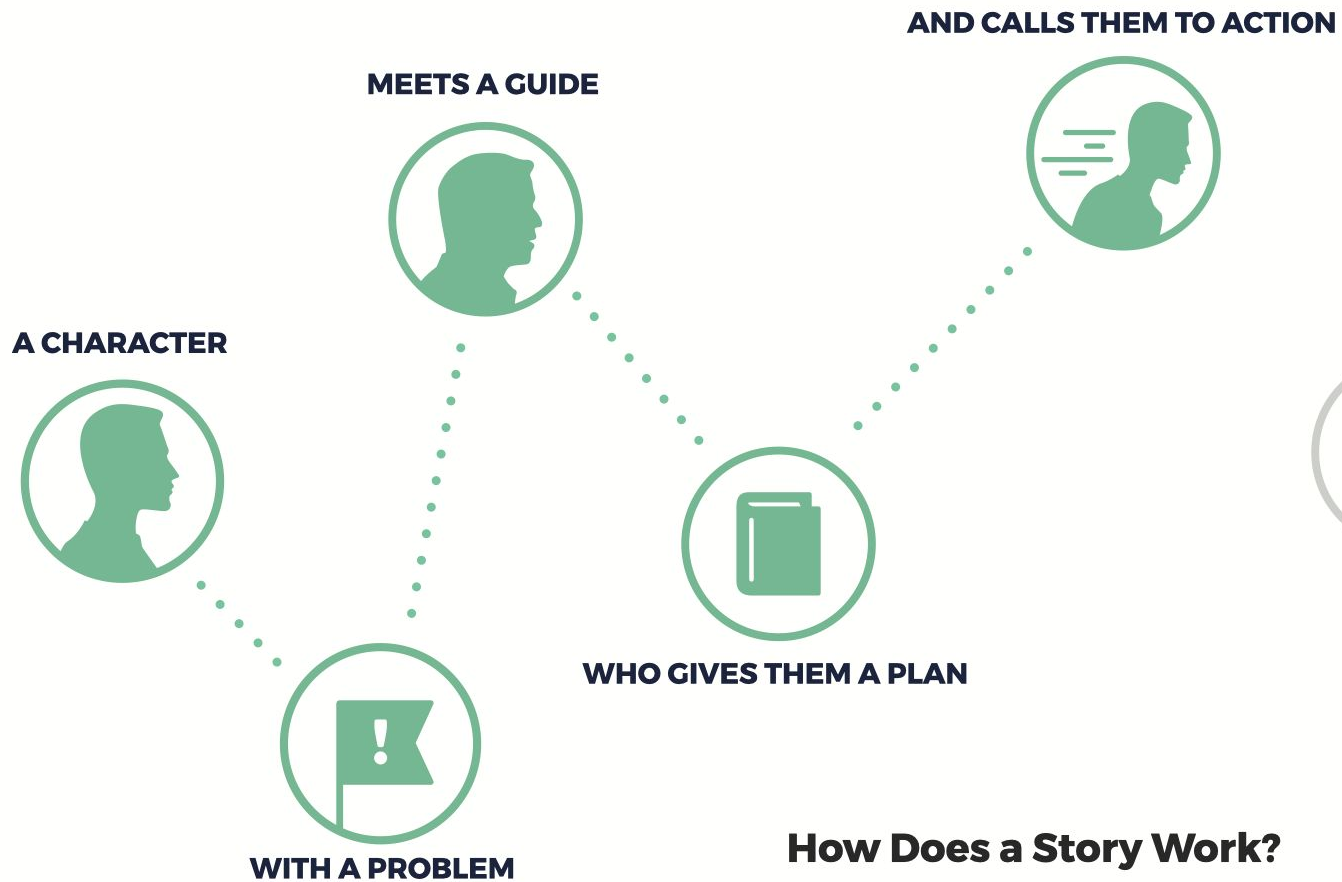 A CHARACTER
WITH A PROBLEM
MEETS A GUIDE
WHO GIVES THEM A PLAN
AND CALLS THEM TO ACTION
How Does a Story Work?